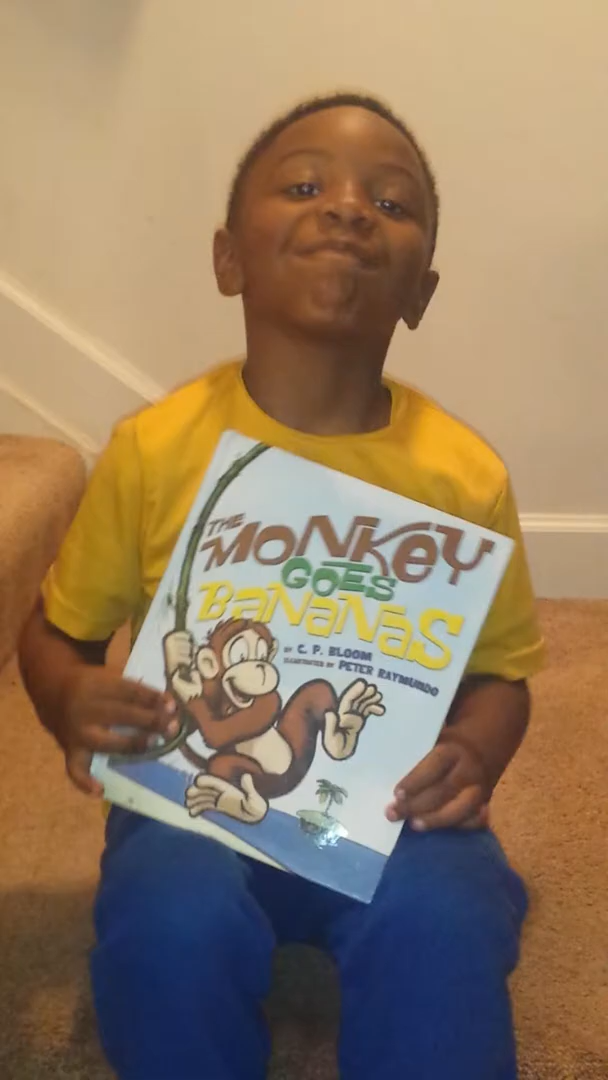 THE
MONKEY
GOES
BANANAS
BY C. P. BLOOM
ILLUSTRATED BY PETER RAYMUNDO